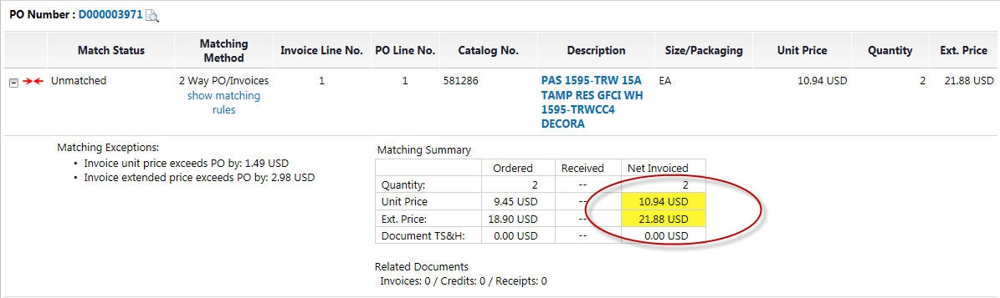 PO Number : D000003971
Match Status Matching Method Invoice Line No. PO Line No. Catalog No. Description Size/Packaging Unit Price Quantity Ext. Price
Unmatched 2 Way PO/Invoices 1 1 581286 PAS 1595-TRW 15A EA 10.94 USD 2 21.88 USD
show matching TAMP RES GFCI WH
rules 1595-TRWCC4
DECORA
Matching Exceptions:
• Invoice unit price exceeds PO by: 1.49 USD
• Invoice extended price exceeds PO by: 2.98 USD
Matching Summary
Ordered Received Net Invoiced
Quantity: 2 -- 2
Unit Price 9.45 USD -- 10.94 USD
Ext. Price: 18.90 USD -- 21.88 USD
Document TS&H: 0.00 USD -- 0.00 USD
Related Documents
Invoices: 0 / Credits: 0 / Receipts: 0